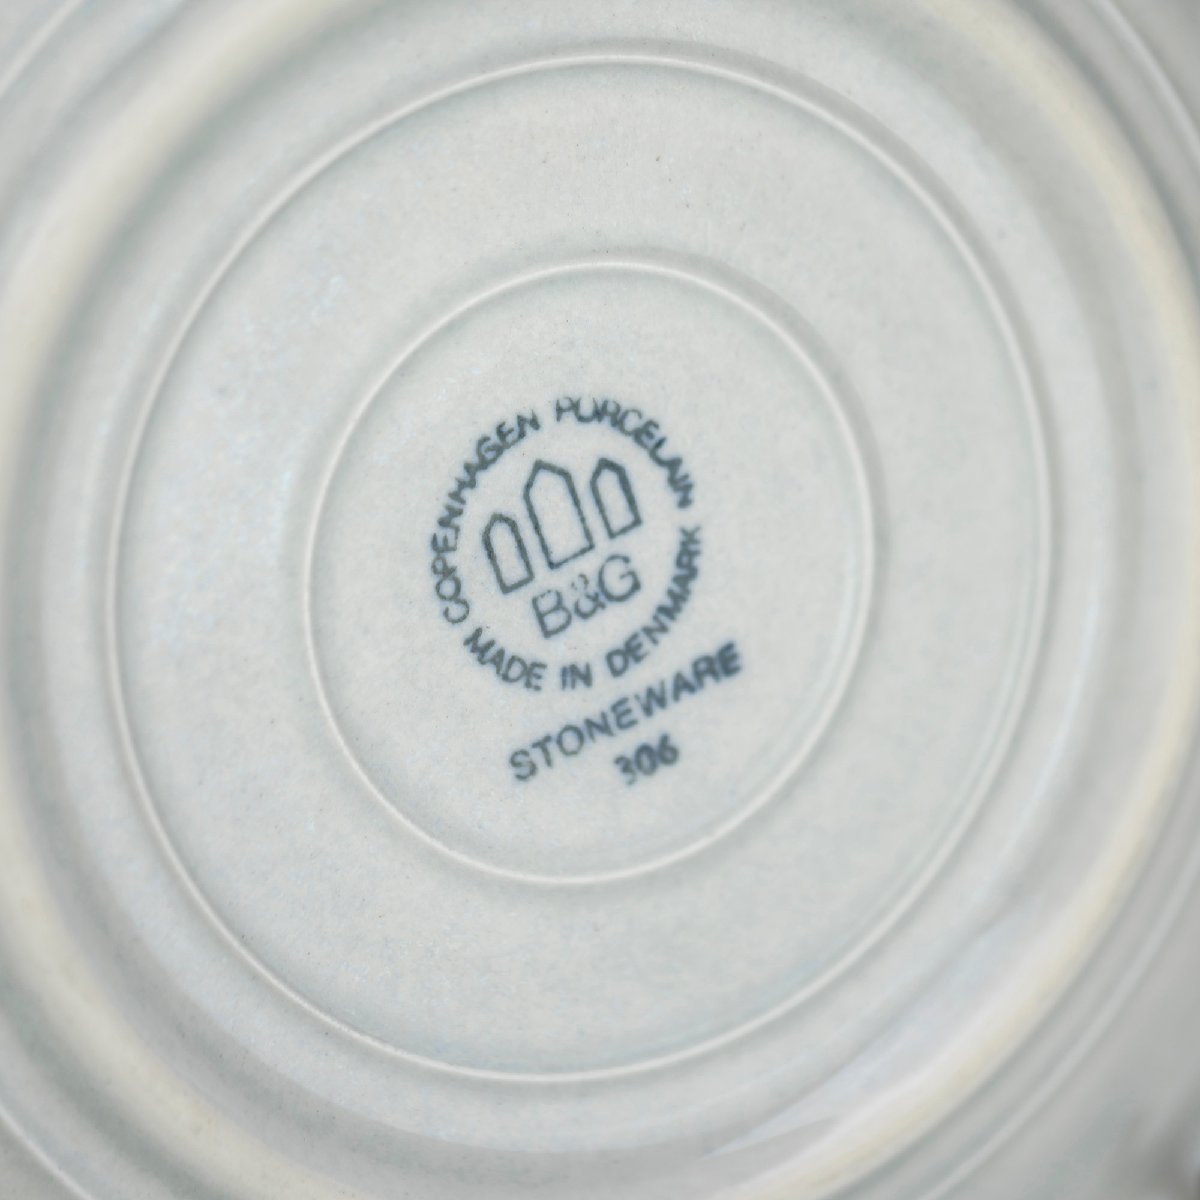 COPENHAGEN PORCELAIN
B&G
MADE IN DENMARK
STONEWARE
306